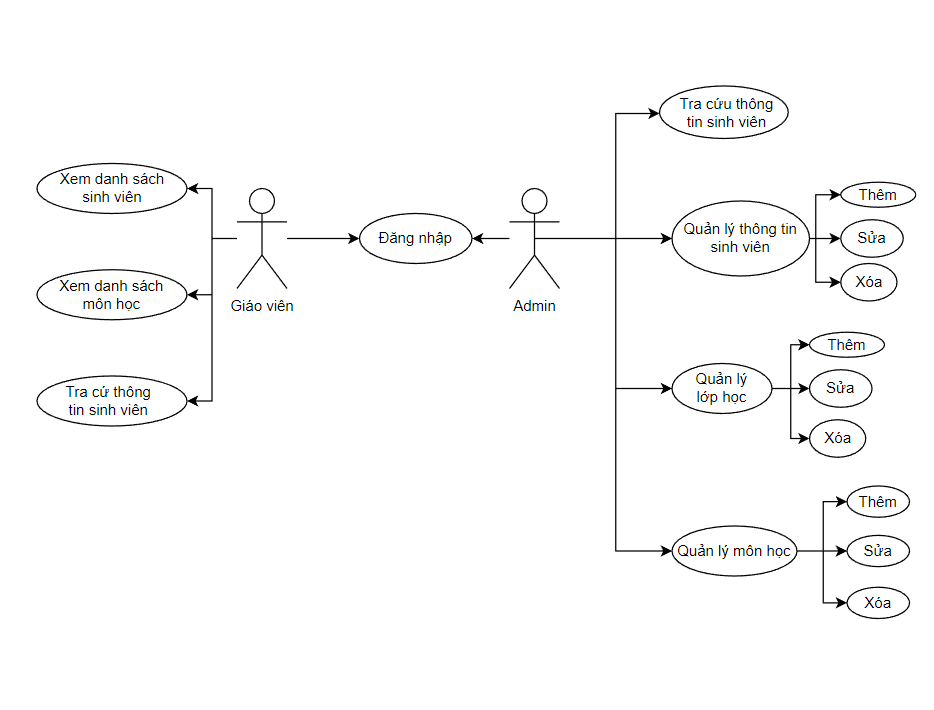 Xem danh sách
sinh viên
Xem danh sách
môn học
Tra cứ thông
tin sinh viên
Giáo viên
Đăng nhập
Admin
Tra cứu thông
tin sinh viên
Quản lý thông tin
sinh viên
Thêm
Sửa
Xóa
Quản lý
lớp học
Thêm
Sửa
Xóa
Quản lý môn học
Thêm
Sửa
Xóa